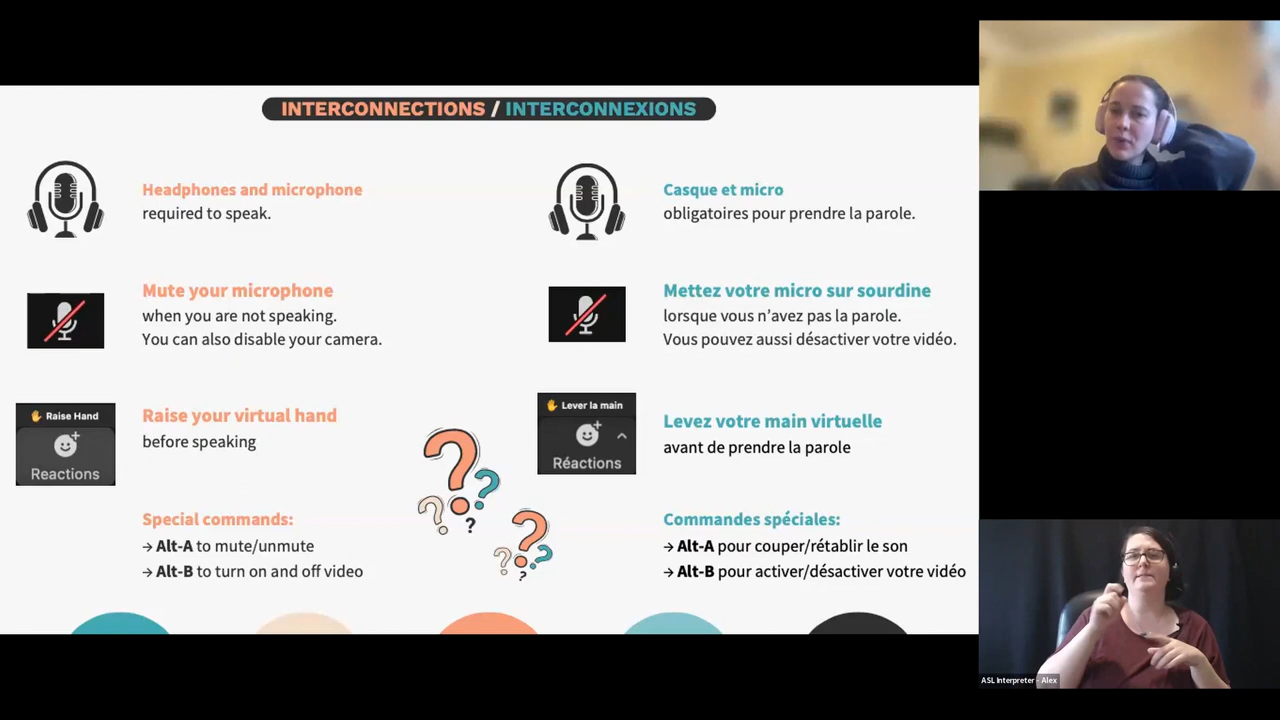 INTERCONNECTIONS / INTERCONNEXIONS
Headphones and microphone
required to speak.
Mute your microphone
when you are not speaking.
You can also disable your camera.
✋ Raise Hand
Reactions
Raise your virtual hand
before speaking
Special commands:
→ Alt-A to mute/unmute
→ Alt-B to turn on and off video
Casque et micro
obligatoires pour prendre la parole.
Mettez votre micro sur sourdine
lorsque vous n’avez pas la parole.
Vous pouvez aussi désactiver votre vidéo.
✋ Lever la main
Réactions
Levez votre main virtuelle
avant de prendre la parole
Commandes spéciales:
→ Alt-A pour couper/rétablir le son
→ Alt-B pour activer/désactiver votre vidéo
ASL Interpreter - Alex